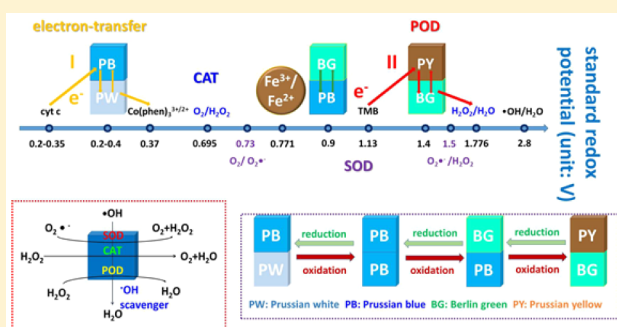 electron-transfer
POD
I
PB
PW
e-
CAT
Fe3+/
Fe2+
BG
PB
II
PY
BG
e-
cyt c
Co(phen)33+/2+
O2/H2O2
TMB
H2O2/H2O
•OH/H2O
0.2-0.35
0.2-0.4
0.37
0.695
0.73
0.771
0.9
1.13
1.4
1.5
1.776
2.8
O2/ O2•-
SOD
O2•-/H2O2
standard redox
potential (unit: V)
•OH
O2 •-
O2+H2O2
SOD
CAT
POD
H2O2
O2+H2O
H2O2
•OH
scavenger
H2O
H2O
PB
PW
reduction
oxidation
PB
PB
reduction
oxidation
BG
PB
reduction
oxidation
PY
BG
PW: Prussian white PB: Prussian blue BG: Berlin green PY: Prussian yellow